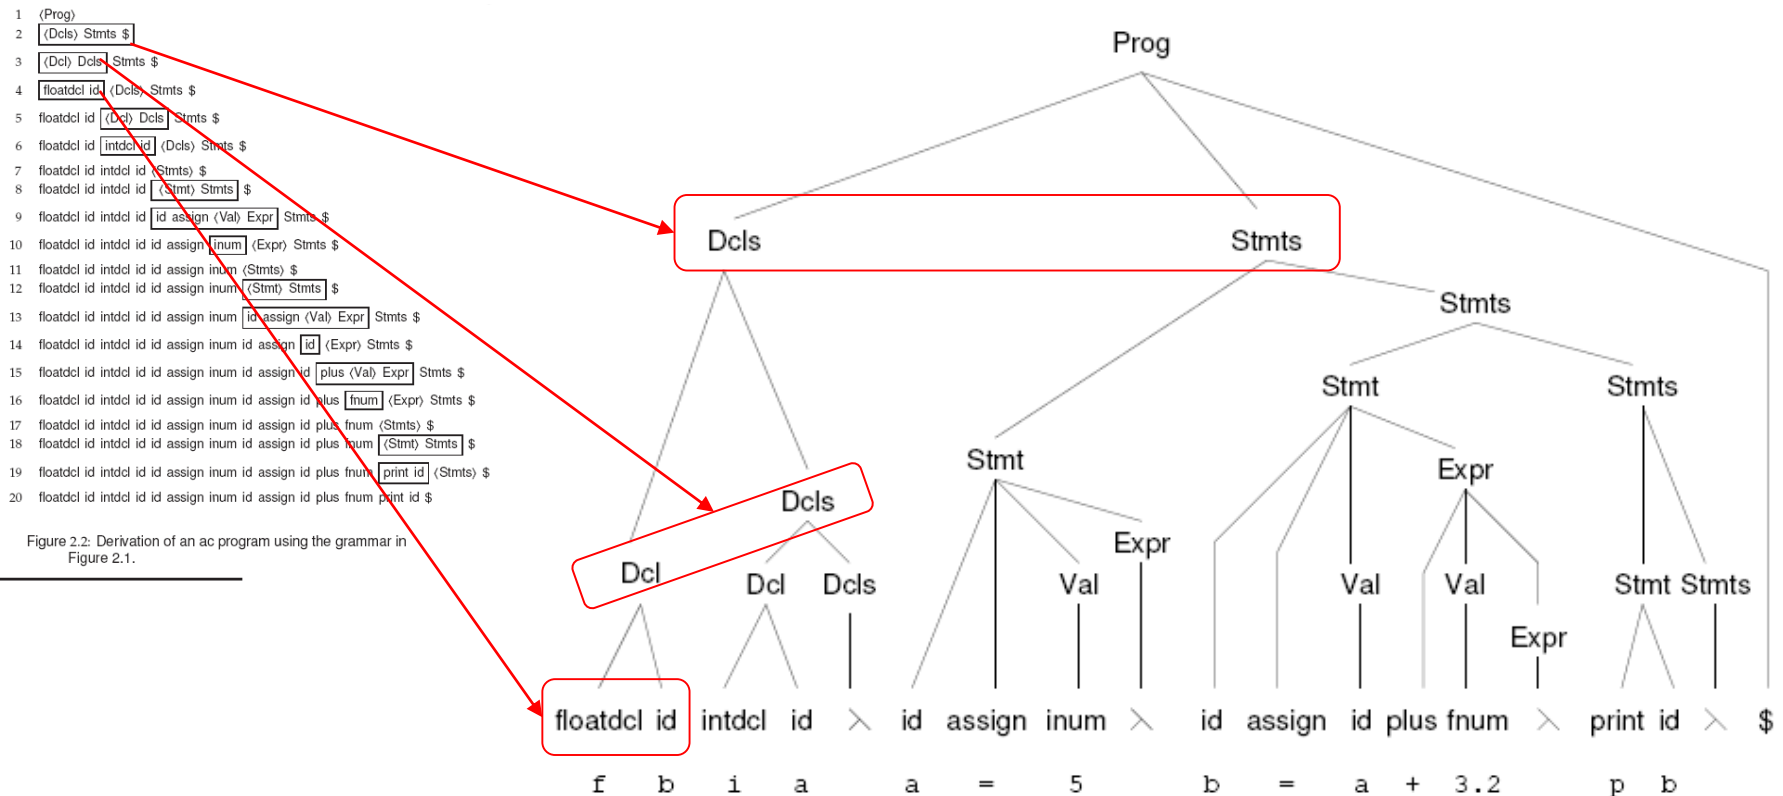 1 ⟨Prog⟩
2 ⟨Dcls⟩ Stmts $
3 ⟨Dcl⟩ Dcls Stmts $
4 floatdcl id ⟨Dcls⟩ Stmts $
5 floatdcl id ⟨Dcl⟩ Dcls Stmts $
6 floatdcl id intdcl id ⟨Dcls⟩ Stmts $
7 floatdcl id intdcl id ⟨Stmts⟩ $
8 floatdcl id intdcl id ⟨Stmt⟩ Stmts $
9 floatdcl id intdcl id id assign ⟨Val⟩ Expr Stmts $
10 floatdcl id intdcl id id assign inum ⟨Expr⟩ Stmts $
11 floatdcl id intdcl id id assign inum ⟨Stmts⟩ $
12 floatdcl id intdcl id id assign inum ⟨Stmt⟩ Stmts $
13 floatdcl id intdcl id id assign inum id assign ⟨Val⟩ Expr Stmts $
14 floatdcl id intdcl id id assign inum id assign id ⟨Expr⟩ Stmts $
15 floatdcl id intdcl id id assign inum id assign id plus ⟨Val⟩ Expr Stmts $
16 floatdcl id intdcl id id assign inum id assign id plus fnum ⟨Expr⟩ Stmts $
17 floatdcl id intdcl id id assign inum id assign id plus fnum ⟨Stmts⟩ $
18 floatdcl id intdcl id id assign inum id assign id plus fnum ⟨Stmt⟩ Stmts $
19 floatdcl id intdcl id id assign inum id assign id plus fnum print id ⟨Stmts⟩ $
20 floatdcl id intdcl id id assign inum id assign id plus fnum print id $
Figure 2.2: Derivation of an ac program using the grammar in
Figure 2.1.
Prog
Dcls Stmts
Stmts
Stmt Stmts
Stmt Expr
Dcls
Expr
Dcl Dcl Dcls Val Val Val Stmt Stmts
Expr
floatdcl id intdcl id λ id assign inum λ id assign id plus fnum λ print id λ $
f b i a a = 5 b = a + 3.2 p b